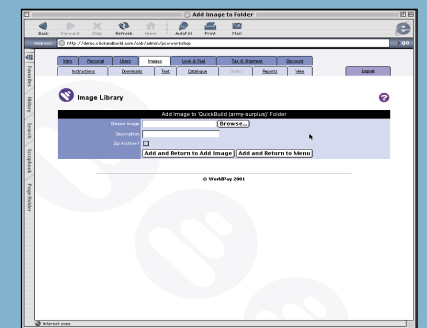 Add Image to Folder
Back Forward Stop Refresh Home AutoFill Print Mail
Address: http://demo.clickandbuild.com/cnb/admin/ go
Intro Personal Users Images Look & Feel Tax & Shipment Discount
Instructions Downloads Text Catalogue Orders Reports View Logout
Favorites
History
Search
Scrapbook
Page Holder
Image Library
?
Add Image to 'QuickBuild (army-surplus)' Folder
Choose Image Browse...
Description
Zip Archive?
Add and Return to Add Image Add and Return to Menu
© WorldPay 2001
Internet zone